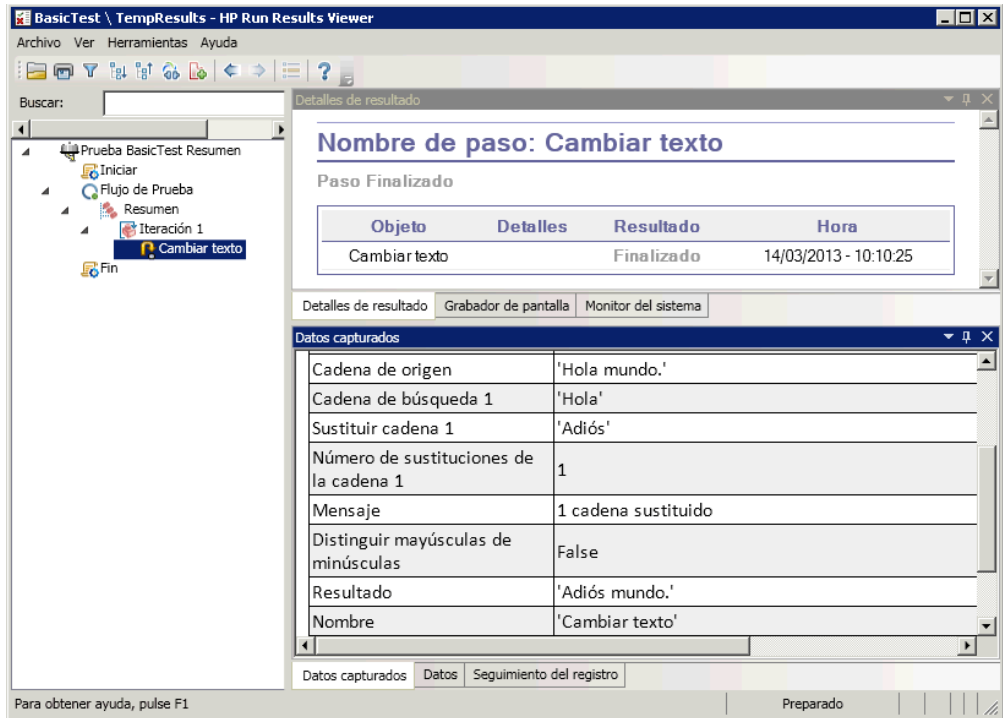 BasicTest \ TempResults - HP Run Results Viewer
Archivo Ver Herramientas Ayuda
Buscar:
Prueba BasicTest Resumen
Iniciar
Flujo de Prueba
Resumen
Iteración 1
Cambiar texto
Fin
Detalles de resultado
Nombre de paso: Cambiar texto
Paso Finalizado
Objeto Detalles Resultado Hora
Cambiar texto Finalizado 14/03/2013 - 10:10:25
Detalles de resultado Grabador de pantalla Monitor del sistema
Datos capturados
Cadena de origen 'Hola mundo.'
Cadena de búsqueda 1 'Hola'
Sustituir cadena 1 'Adiós'
Número de sustituciones de
la cadena 1 1
Mensaje 1 cadena sustituido
Distinguir mayúsculas de
minúsculas False
Resultado 'Adiós mundo.'
Nombre 'Cambiar texto'
Datos capturados Datos Seguimiento del registro
Para obtener ayuda, pulse F1 Preparado